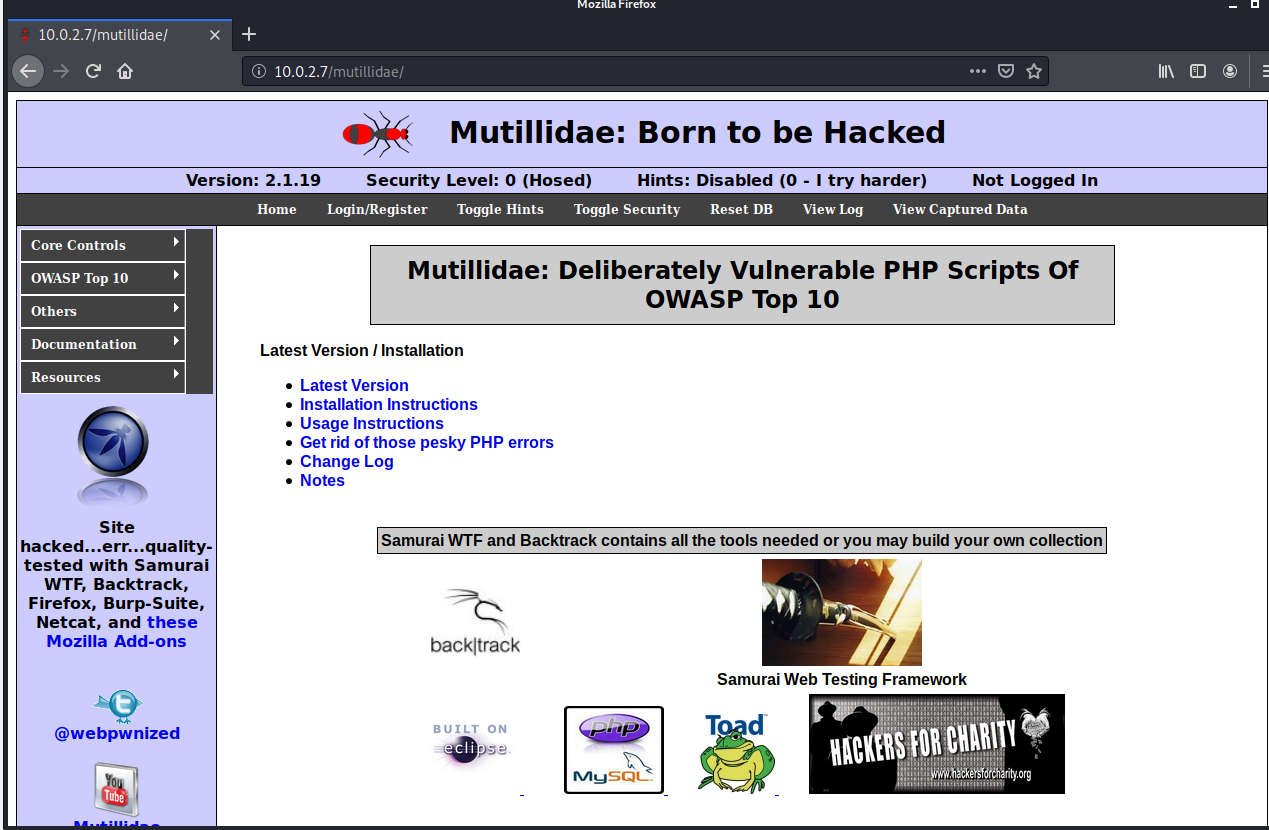 Mozilla Firefox
10.0.2.7/mutillidae/
10.0.2.7/mutillidae/
Mutillidae: Born to be Hacked
Version: 2.1.19 Security Level: 0 (Hosed) Hints: Disabled (0 - I try harder) Not Logged In
Home Login/Register Toggle Hints Toggle Security Reset DB View Log View Captured Data
Core Controls
OWASP Top 10
Others
Documentation
Resources
Site
hacked...err...quality-
tested with Samurai
WTF, Backtrack,
Firefox, Burp-Suite,
Netcat, and these
Mozilla Add-ons
@webpwnized
You
Tube
Mutillidae
Mutillidae: Deliberately Vulnerable PHP Scripts Of
OWASP Top 10
Latest Version / Installation
Latest Version
Installation Instructions
Usage Instructions
Get rid of those pesky PHP errors
Change Log
Notes
Samurai WTF and Backtrack contains all the tools needed or you may build your own collection
back|track
Samurai Web Testing Framework
BUILT ON
eclipse
php
MySQL
Toad
HACKERS FOR CHARITY
www.hackersforcharity.org